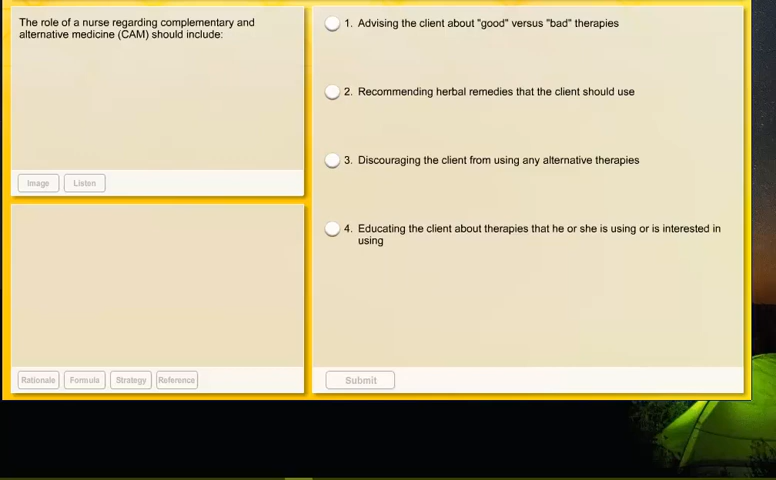 The role of a nurse regarding complementary and
alternative medicine (CAM) should include:
Image
Listen
Rationale
Formula
Strategy
Reference
1. Advising the client about "good" versus "bad" therapies
2. Recommending herbal remedies that the client should use
3. Discouraging the client from using any alternative therapies
4. Educating the client about therapies that he or she is using or is interested in
using
Submit